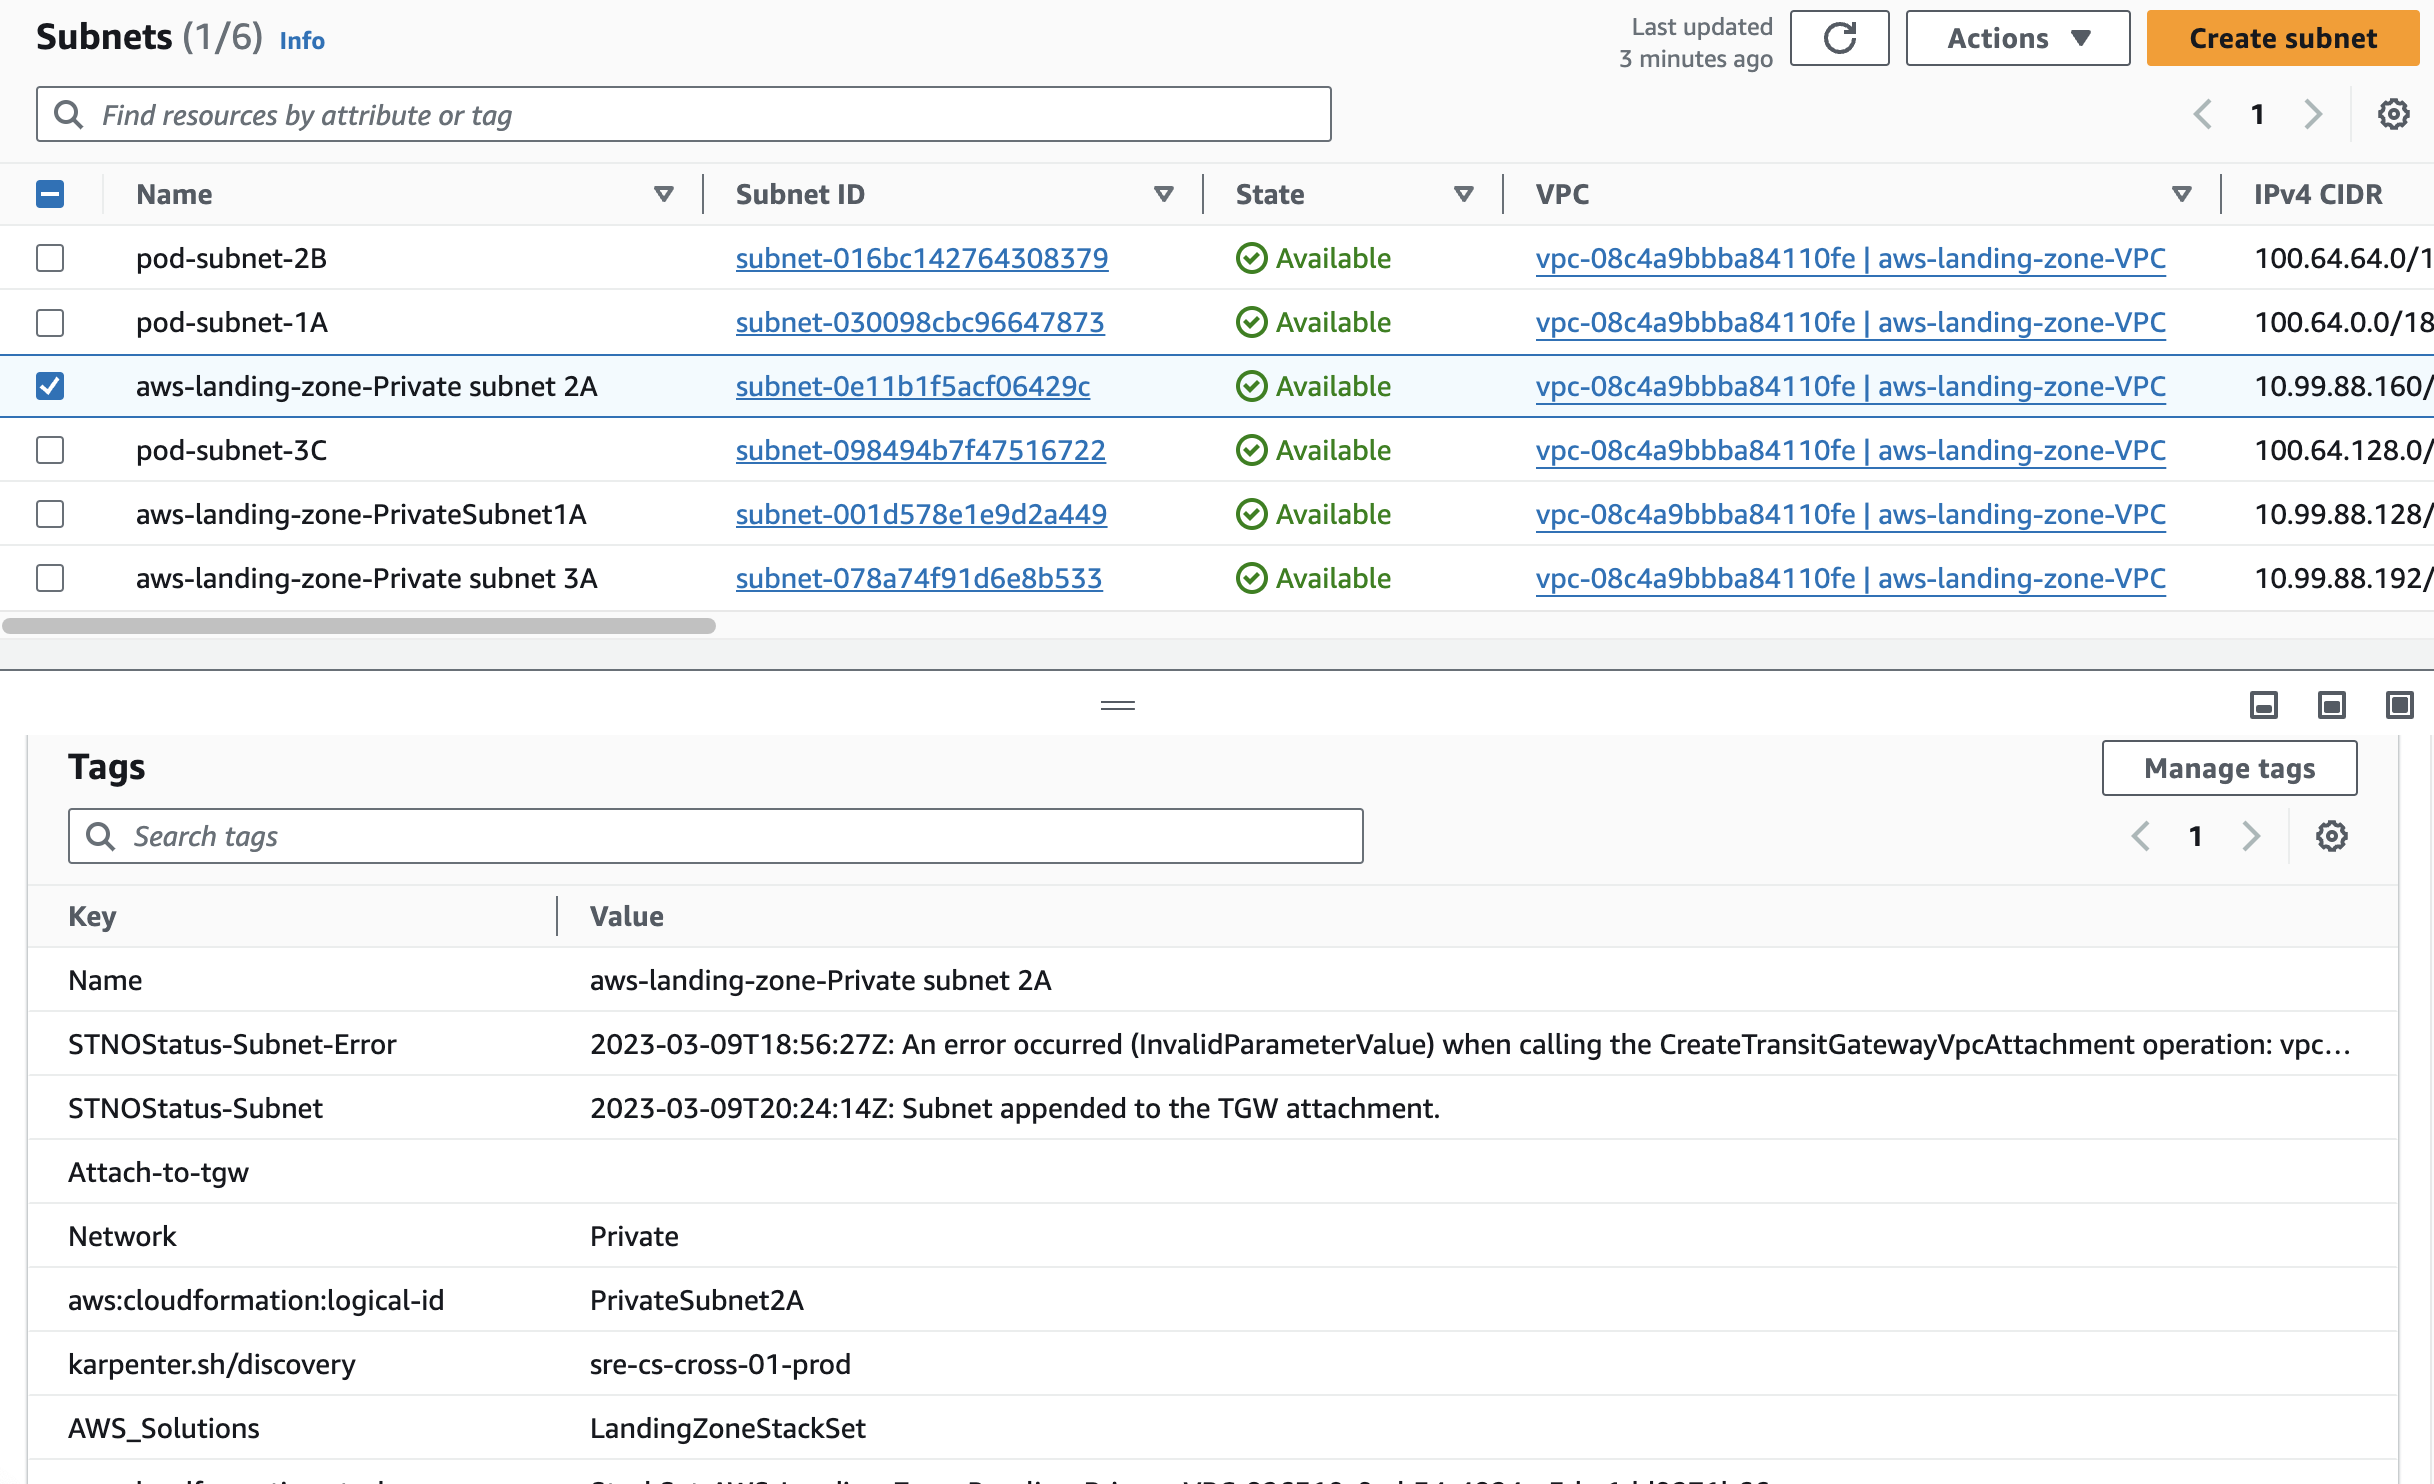 Subnets (1/6) Info
Last updated
3 minutes ago
Actions
Create subnet
Find resources by attribute or tag
1
Name Subnet ID State VPC IPv4 CIDR
pod-subnet-2B subnet-016bc142764308379 Available vpc-08c4a9bbba84110fe | aws-landing-zone-VPC 100.64.64.0/1
pod-subnet-1A subnet-030098cbc96647873 Available vpc-08c4a9bbba84110fe | aws-landing-zone-VPC 100.64.0.0/18
aws-landing-zone-Private subnet 2A subnet-0e11b1f5acf06429c Available vpc-08c4a9bbba84110fe | aws-landing-zone-VPC 10.99.88.160/
pod-subnet-3C subnet-098494b7f47516722 Available vpc-08c4a9bbba84110fe | aws-landing-zone-VPC 100.64.128.0/
aws-landing-zone-PrivateSubnet1A subnet-001d578e1e9d2a449 Available vpc-08c4a9bbba84110fe | aws-landing-zone-VPC 10.99.88.128/
aws-landing-zone-Private subnet 3A subnet-078a74f91d6e8b533 Available vpc-08c4a9bbba84110fe | aws-landing-zone-VPC 10.99.88.192/
Tags
Manage tags
Search tags
1
Key Value
Name aws-landing-zone-Private subnet 2A
STNOStatus-Subnet-Error 2023-03-09T18:56:27Z: An error occurred (InvalidParameterValue) when calling the CreateTransitGatewayVpcAttachment operation: vpc...
STNOStatus-Subnet 2023-03-09T20:24:14Z: Subnet appended to the TGW attachment.
Attach-to-tgw
Network Private
aws:cloudformation:logical-id PrivateSubnet2A
karpenter.sh/discovery sre-cs-cross-01-prod
AWS_Solutions LandingZoneStackSet